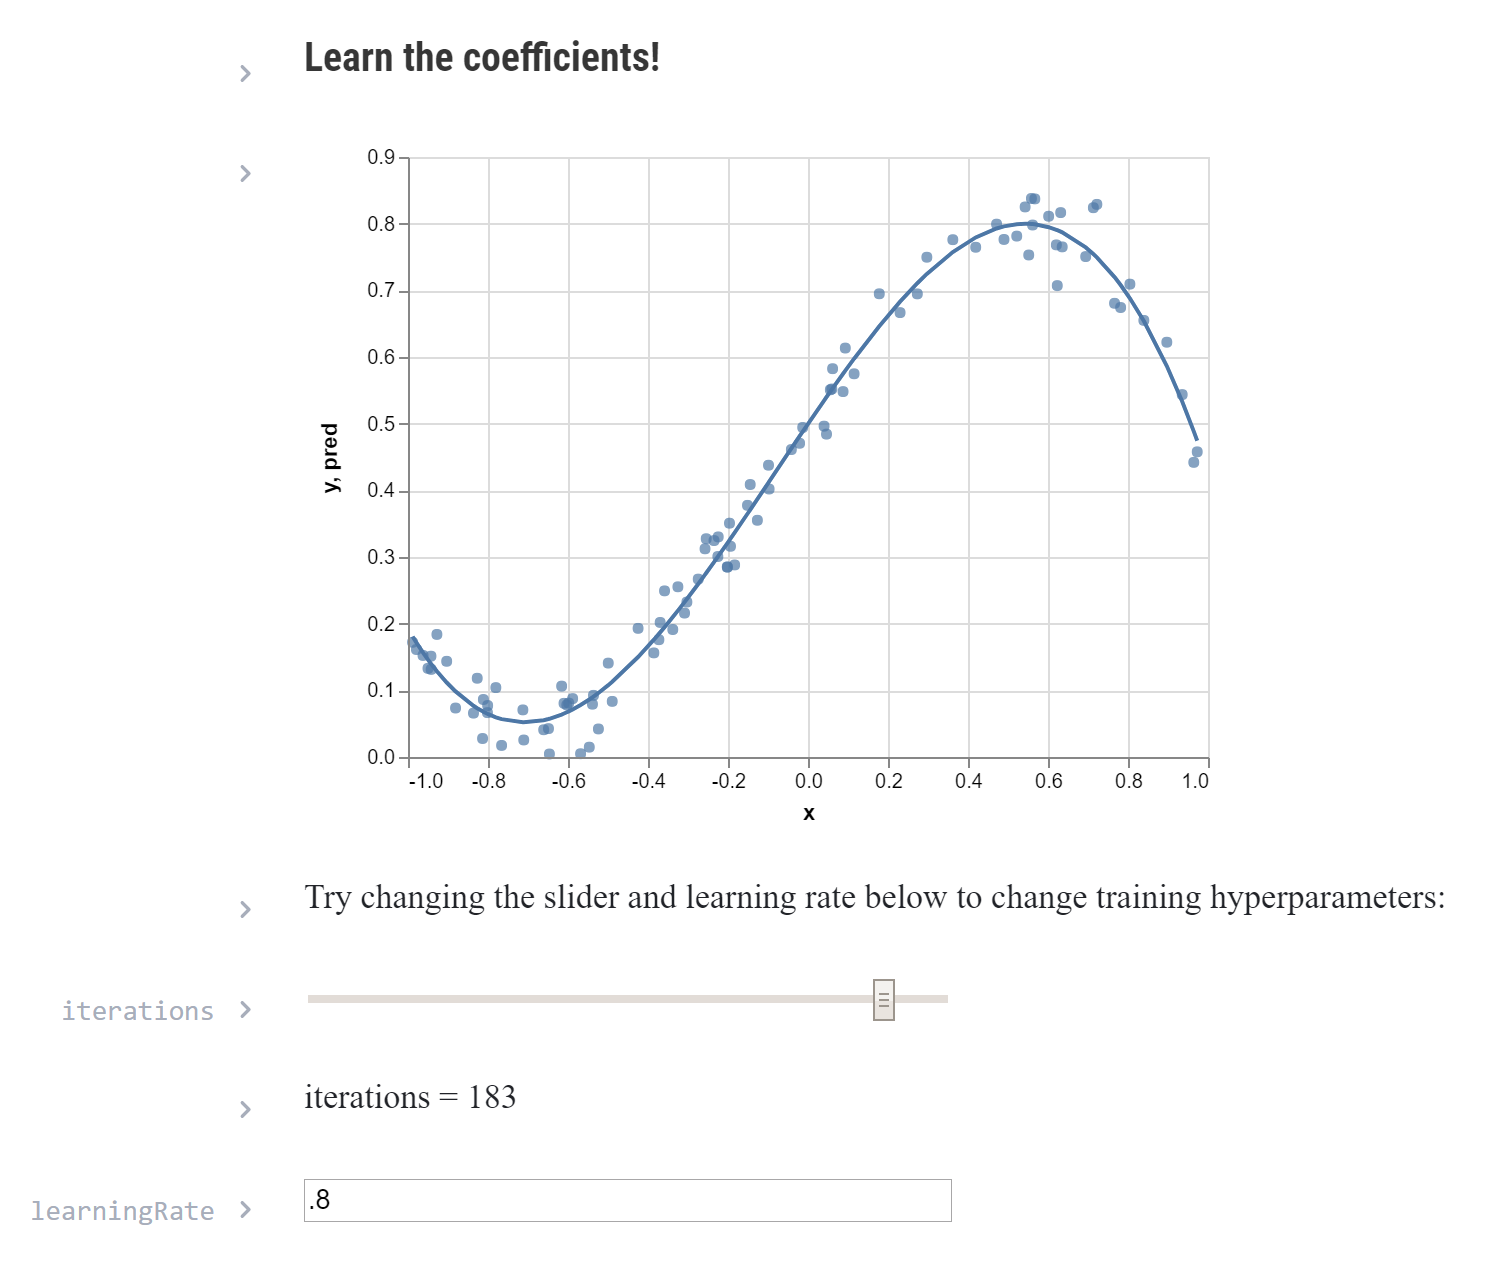 Learn the coefficients!
0.9
0.8
0.7
0.6
0.5
0.4
0.3
0.2
0.1
0.0
y, pred
-1.0 -0.8 -0.6 -0.4 -0.2 0.0 0.2 0.4 0.6 0.8 1.0
x
Try changing the slider and learning rate below to change training hyperparameters:
iterations
iterations = 183
learningRate
.8